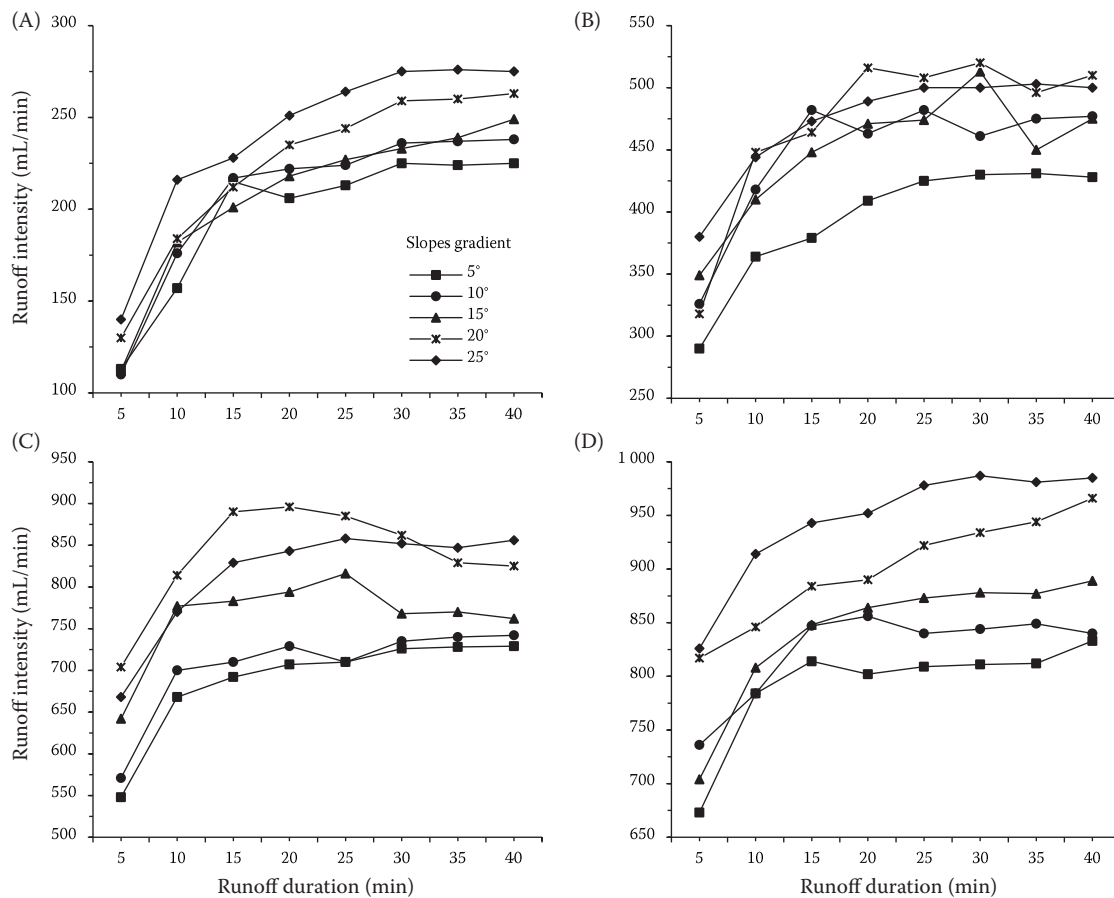 (A)
300
250
200
150
100
Runoff intensity (mL/min)
5 10 15 20 25 30 35 40
Slopes gradient
5°
10°
15°
20°
25°
(B)
550
500
450
400
350
300
250
5 10 15 20 25 30 35 40
(C)
950
900
850
800
750
700
650
600
550
500
Runoff intensity (mL/min)
5 10 15 20 25 30 35 40
Runoff duration (min)
(D)
1 000
950
900
850
800
750
700
650
5 10 15 20 25 30 35 40
Runoff duration (min)